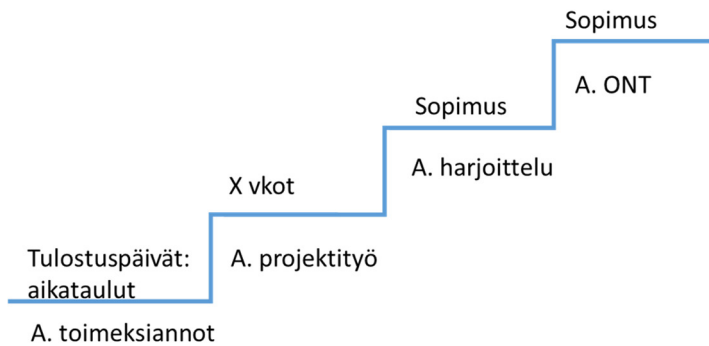 Sopimus
A. ONT
Sopimus
A. harjoittelu
X vkot
A. projektityö
Tulostuspäivät:
aikataulut
A. toimeksiannot